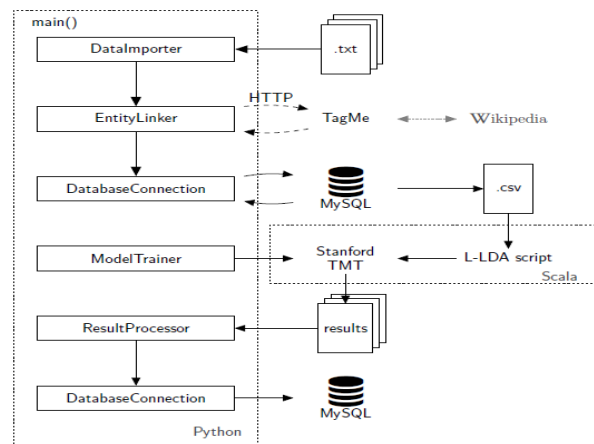 main()
DataImporter
.txt
HTTP
EntityLinker
TagMe
Wikipedia
DatabaseConnection
MySQL
.csv
ModelTrainer
Stanford
TMT
L-LDA script
Scala
ResultProcessor
results
DatabaseConnection
MySQL
Python